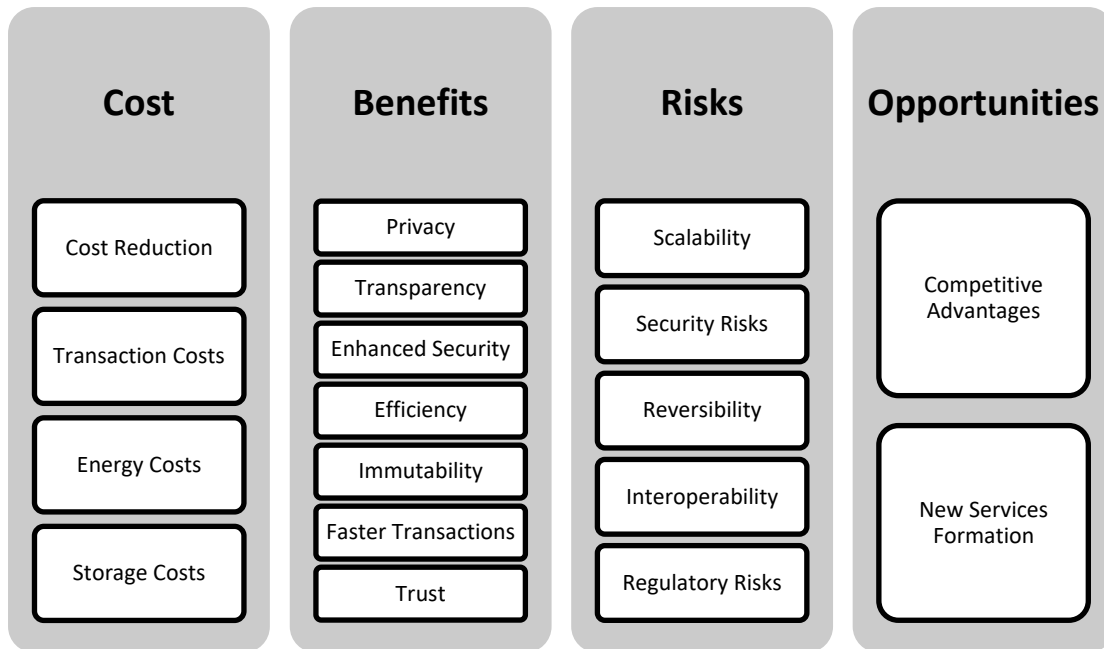 Cost
Cost Reduction
Transaction Costs
Energy Costs
Storage Costs
Benefits
Privacy
Transparency
Enhanced Security
Efficiency
Immutability
Faster Transactions
Trust
Risks
Scalability
Security Risks
Reversibility
Interoperability
Regulatory Risks
Opportunities
Competitive
Advantages
New Services
Formation